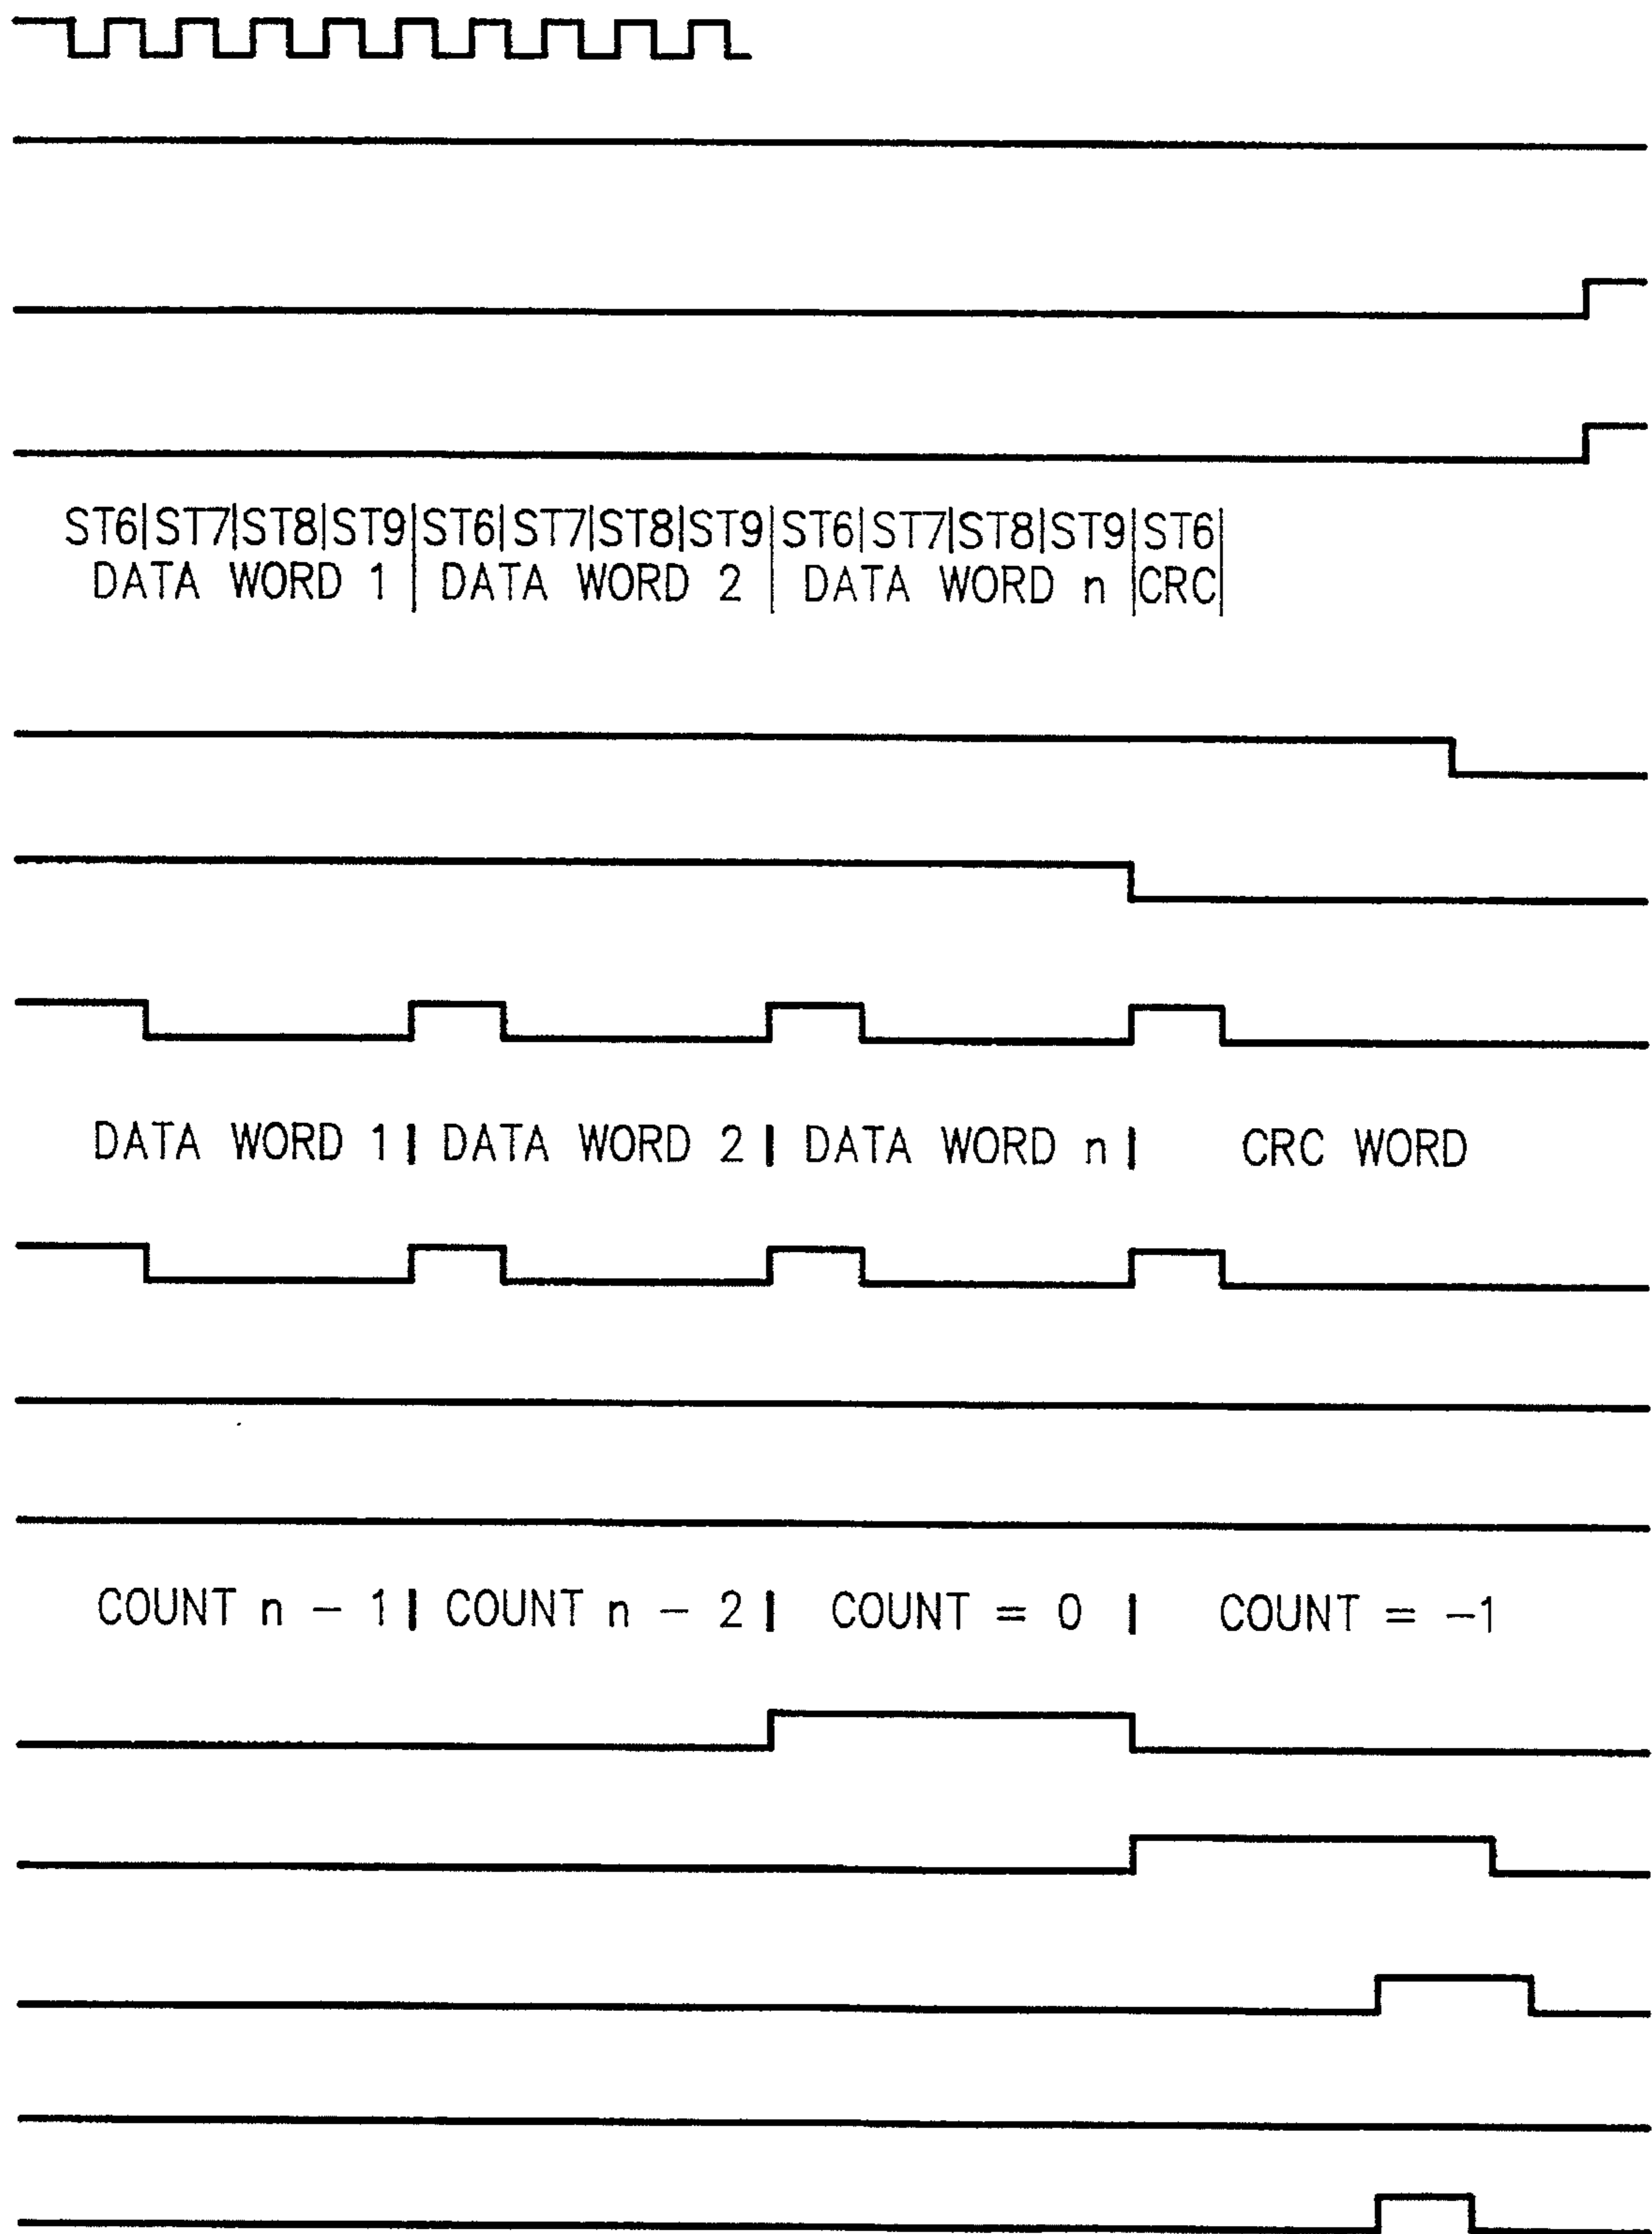 ST6|ST7|ST8|ST9|ST6|ST7|ST8|ST9|ST6|ST7|ST8|ST9|ST6|
DATA WORD 1| DATA WORD 2 | DATA WORD n |CRC|
DATA WORD 1 | DATA WORD 2 | DATA WORD n | CRC WORD
COUNT n - 1 | COUNT n - 2 | COUNT = 0 | COUNT = -1